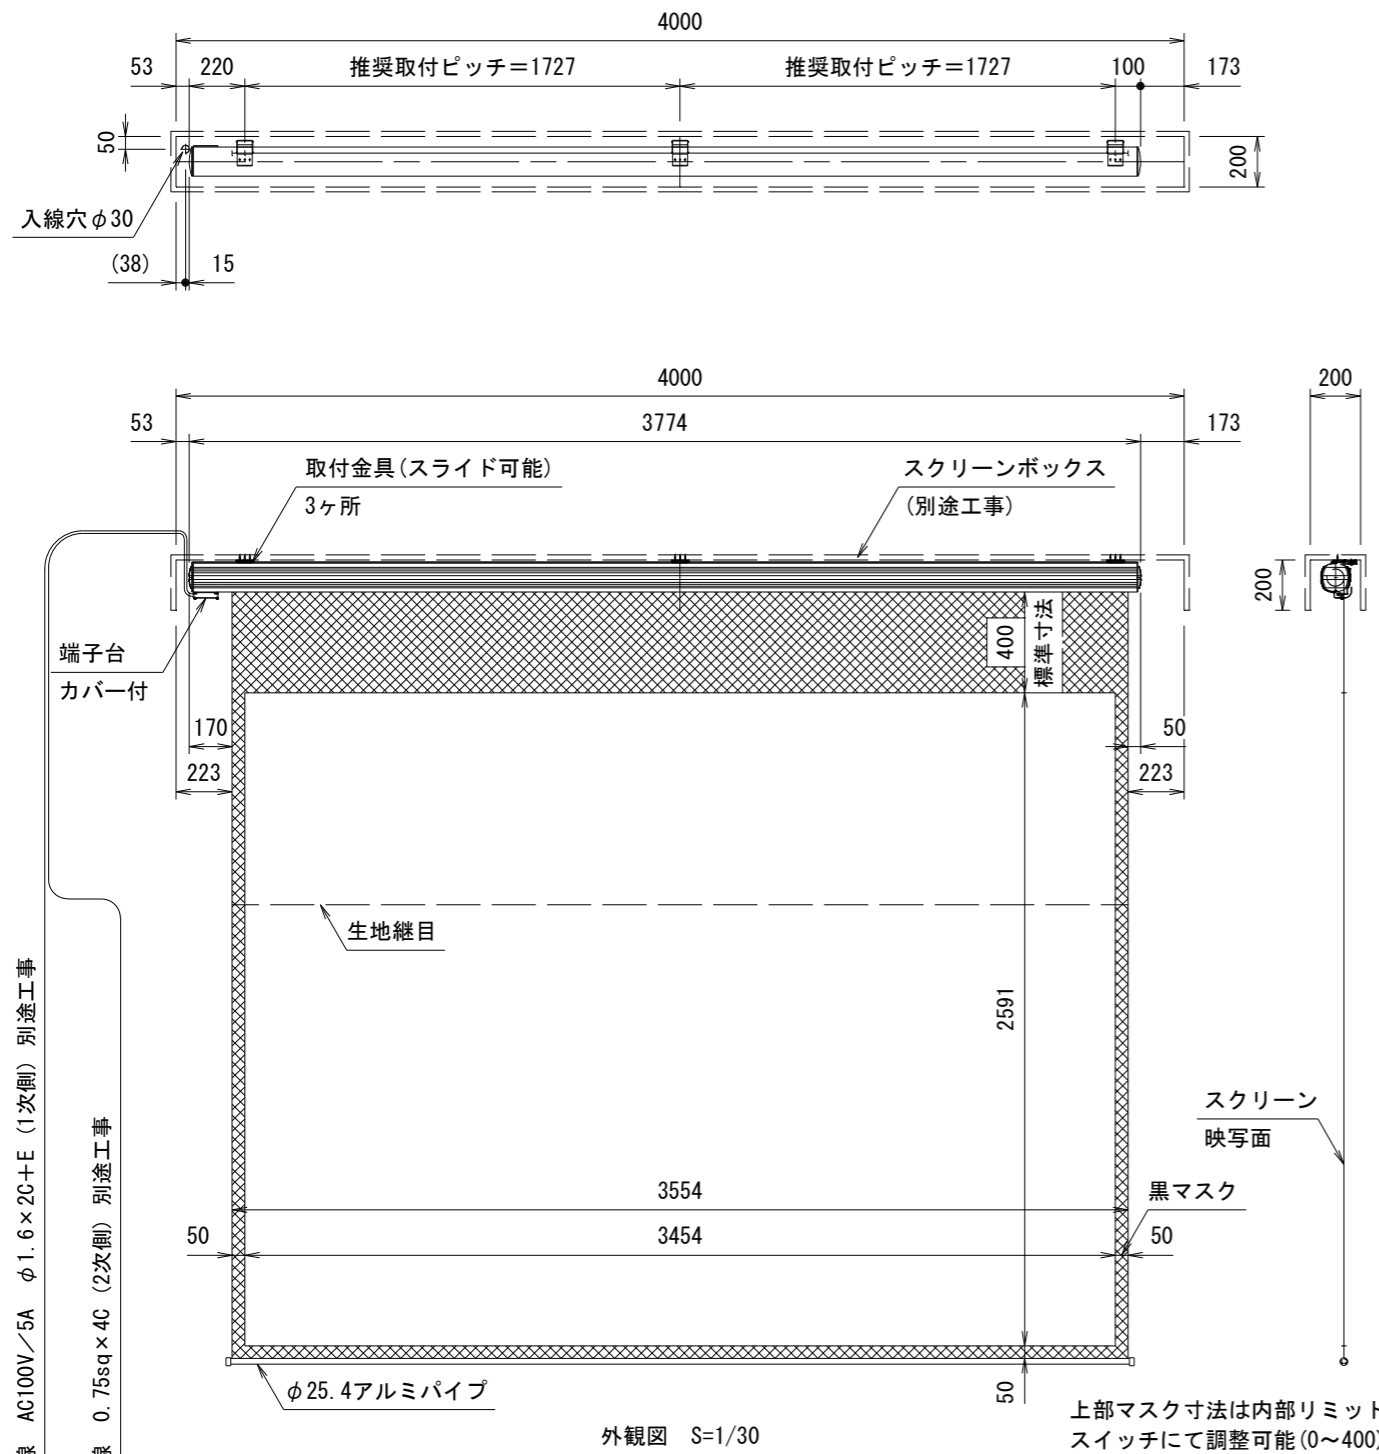 4000
53
220
推奨取付ピッチ=1727
推奨取付ピッチ=1727
100
173
50
200
入線穴φ30
(38)
15
4000
200
53
3774
173
取付金具(スライド可能)
3ヶ所
スクリーンボックス
(別途工事)
200
端子台
カバー付
400
標準寸法
170
50
223
223
生地継目
2591
線 AC100V/5A φ1.6×2C+E (1次側) 別途工事
線 0.75sq×4C (2次側) 別途工事
スクリーン
映写面
3554
黒マスク
50
3454
50
φ25.4アルミパイプ
50
外観図 S=1/30
上部マスク寸法は内部リミット
スイッチにて調整可能(0~400)